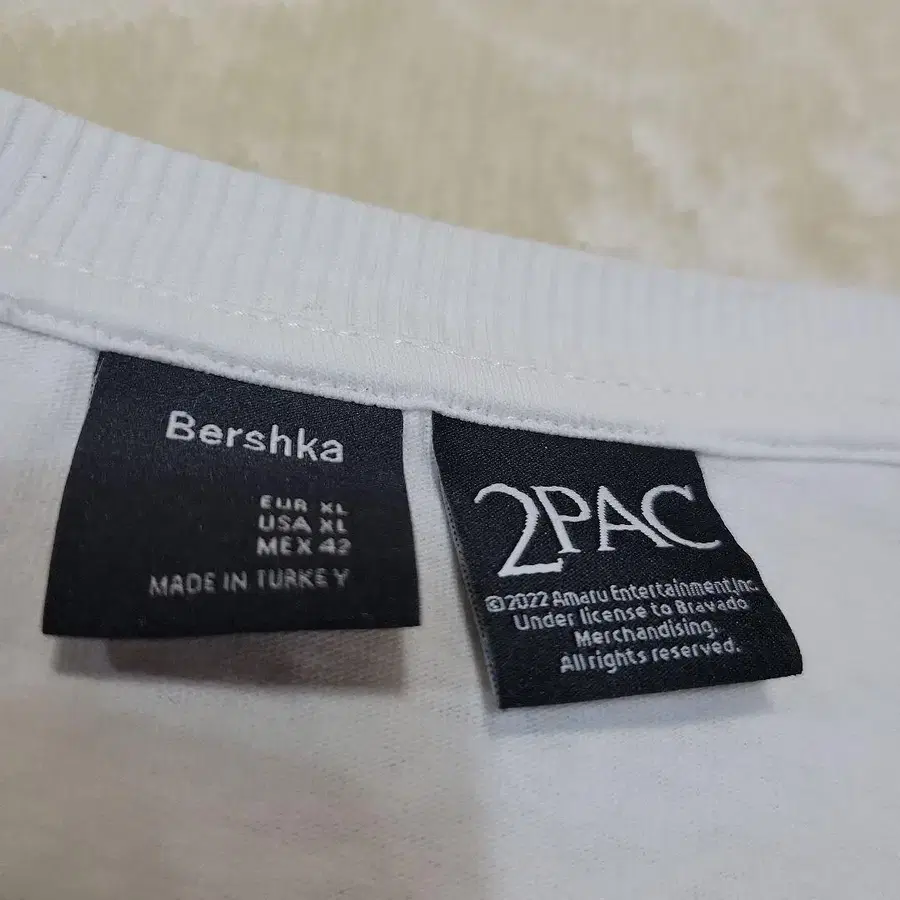 Bershka
EUR XL
USA XL
MEX 42
MADE IN TURKEY
2PAC
©2022 Amaru Entertainment,Inc.
Under license to Bravado
Merchandising.
All rights reserved.